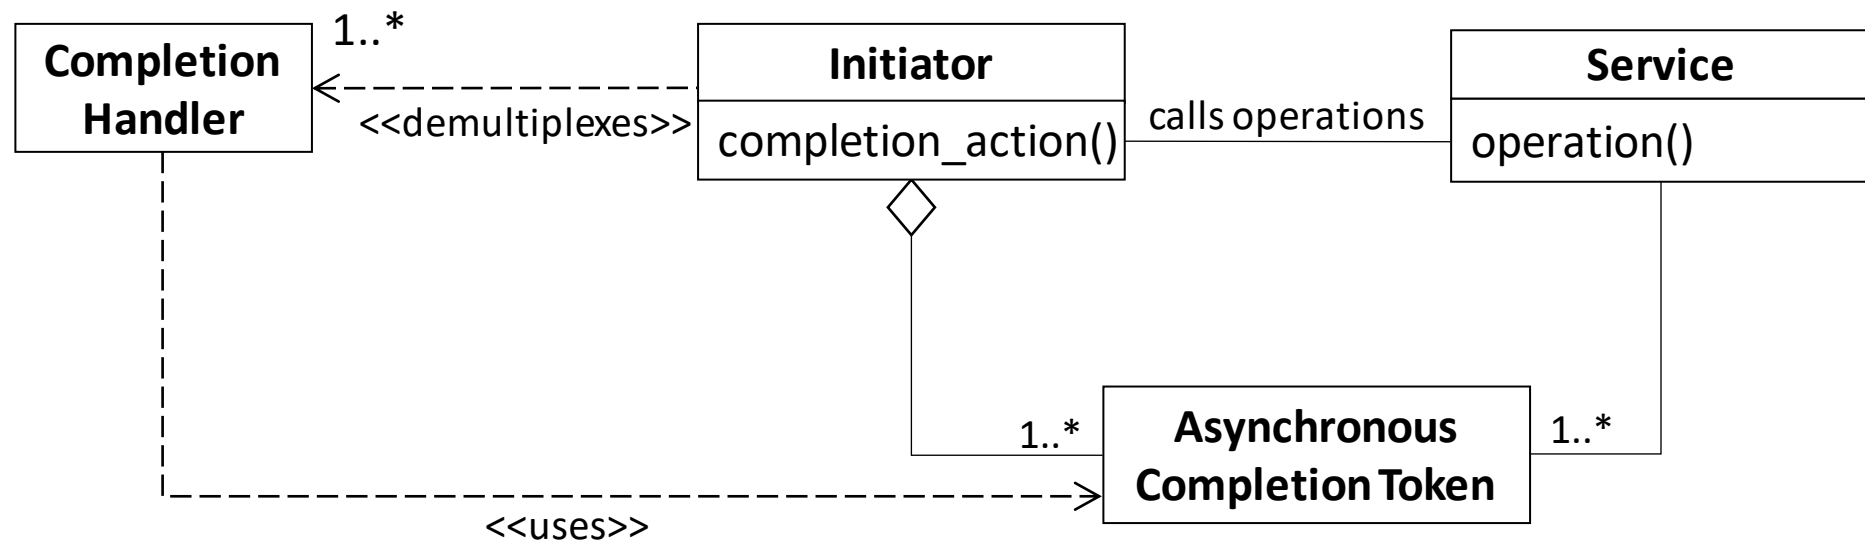 Completion
Handler
1..*
<<demultiplexes>>
Initiator
completion_action()
calls operations
Service
operation()
1..*
Asynchronous
Completion Token
1..*
<<uses>>